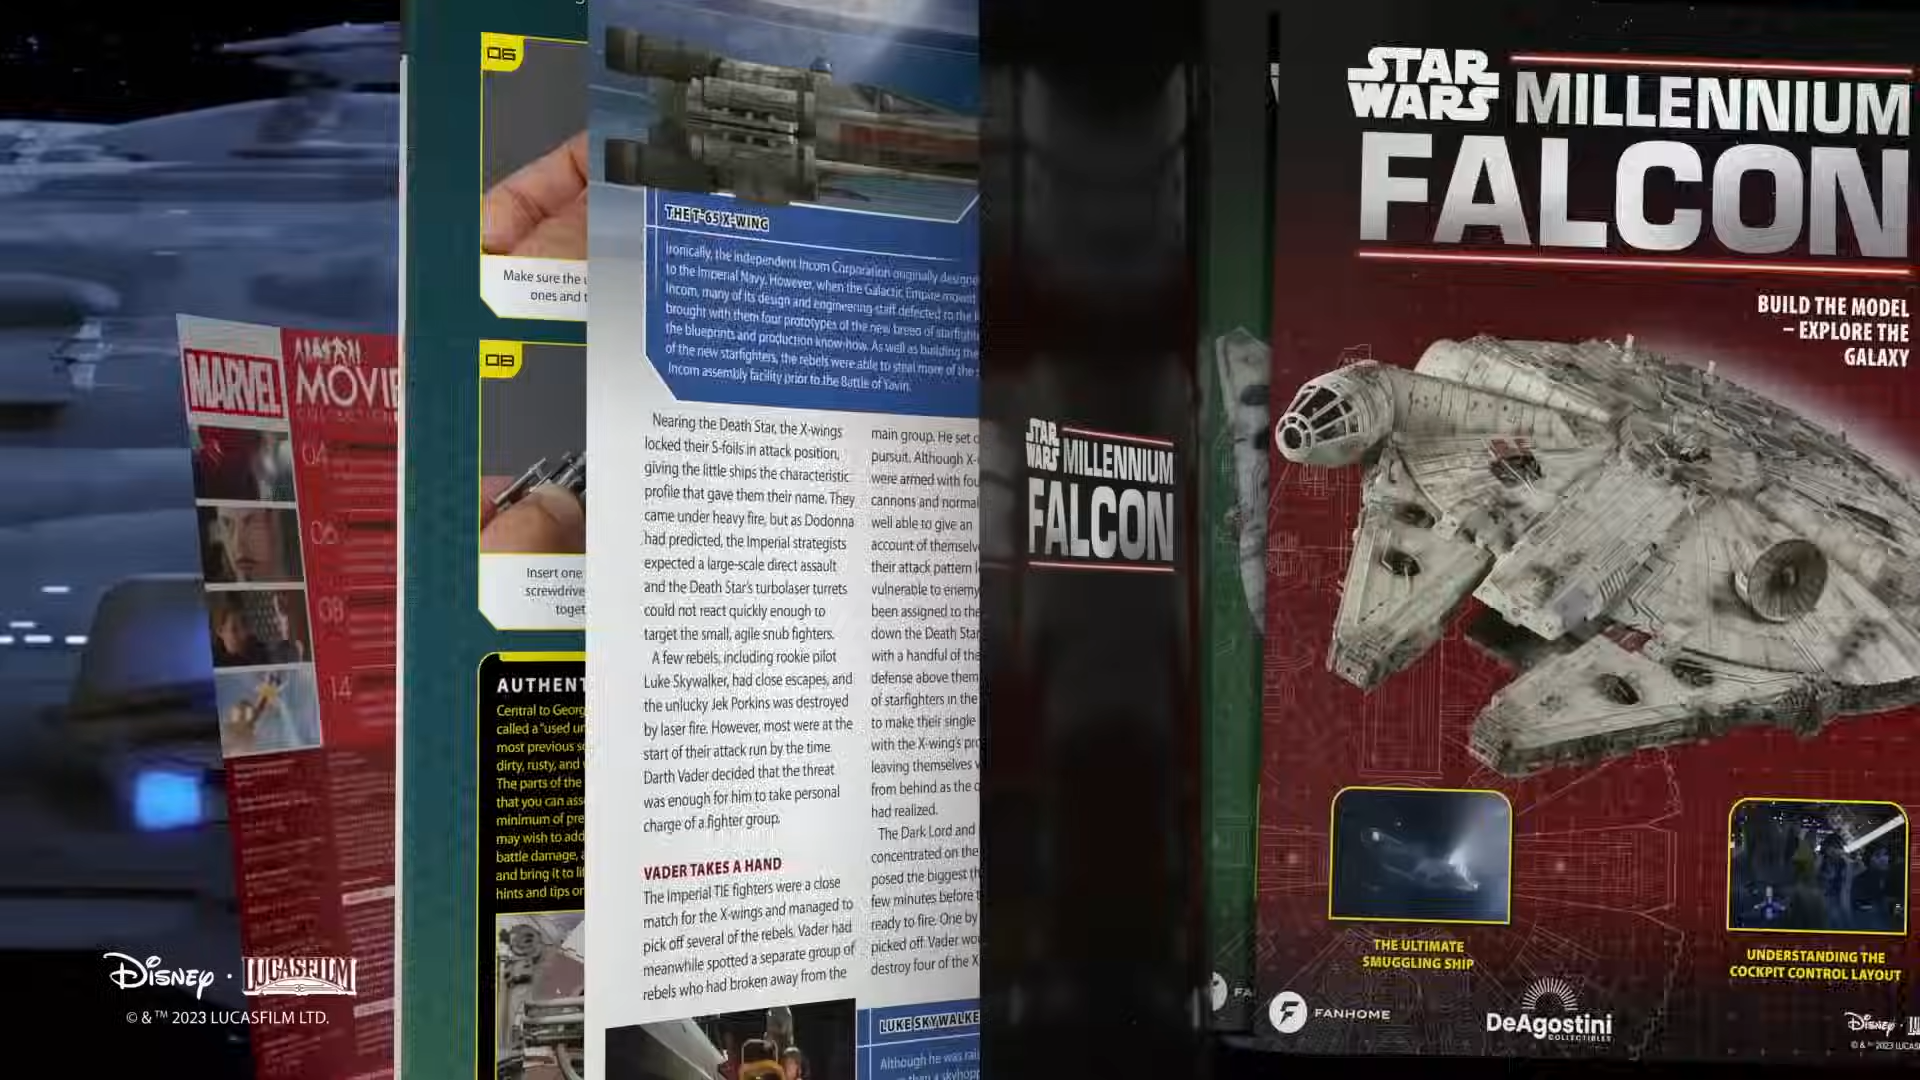 MARVEL
MOVIE
COLLECTION
04
06
08
14
DISNEY · LUCASFILM
© & ™ 2023 LUCASFILM LTD.
06
Make sure the
ones and
08
Insert one
screwdrive
toget
AUTHENT
Central to Georg
called a "used un
most previous
dirty, rusty, and
The parts of the
that you can ass
minimum of pre
may wish to add
battle damage,
and bring it to li
hints and tips or
THE T-65 X-WING
Ironically, the independent Incom Corporation originally designe
to the Imperial Navy. However, when the Galactic Empire moved
Incom, many of its design and engineering staff defected to the
brought with them four prototypes of the new breed of starfight
the blueprints and production know-how. As well as building the
of the new starfighters, the rebels were able to steal more of the
Incom assembly facility prior to the Battle of Yavin.
Nearing the Death Star, the X-wings
locked their S-foils in attack position,
giving the little ships the characteristic
profile that gave them their name. They
came under heavy fire, but as Dodonna
had predicted, the Imperial strategists
expected a large-scale direct assault
and the Death Star's turbolaser turrets
could not react quickly enough to
target the small, agile snub fighters.
A few rebels, including rookie pilot
Luke Skywalker, had close escapes, and
the unlucky Jek Porkins was destroyed
by laser fire. However, most were at the
start of their attack run by the time
Darth Vader decided that the threat
was enough for him to take personal
charge of a fighter group.
VADER TAKES A HAND
The Imperial TIE fighters were a close
match for the X-wings and managed to
pick off several of the rebels. Vader had
meanwhile spotted a separate group of
rebels who had broken away from the
main group. He set
pursuit. Although X-
were armed with fou
cannons and normal
well able to give an
account of themselv
their attack pattern
vulnerable to enemy
been assigned to the
down the Death Star
with a handful of the
defense above them
of starfighters in the
to make their single
with the X-wing's pro
leaving themselves
from behind as the
had realized.
The Dark Lord and
concentrated on the
posed the biggest th
few minutes before
ready to fire. One by
picked off. Vader wou
destroy four of the X
LUKE SKYWALKE
Although he was rai
than a skyhopp
STAR WARS MILLENNIUM
FALCON
STAR WARS MILLENNIUM
FALCON
BUILD THE MODEL
– EXPLORE THE
GALAXY
THE ULTIMATE
SMUGGLING SHIP
UNDERSTANDING THE
COCKPIT CONTROL LAYOUT
FA
FANHOME
DeAgostini
COLLECTIBLES
DISNEY
© & ™ 2023 LUCAS